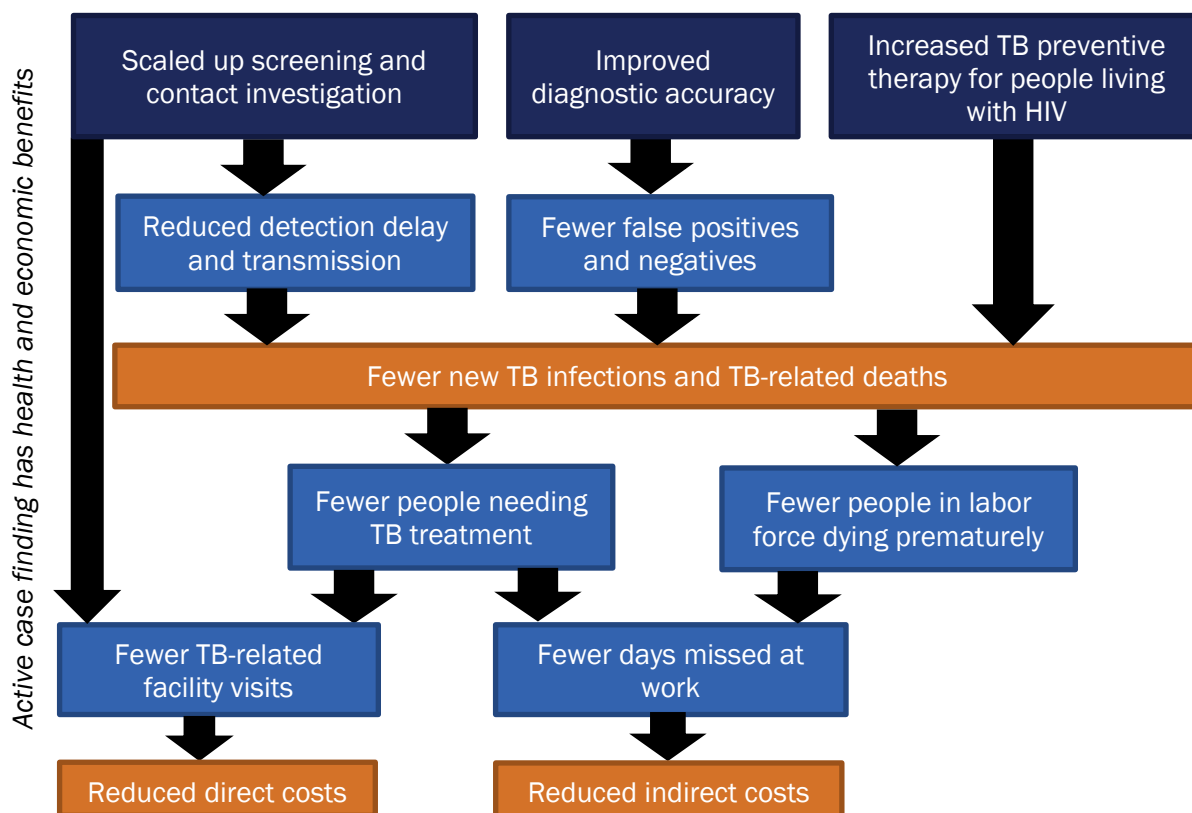 Active case finding has health and economic benefits
Scaled up screening and
contact investigation
Improved
diagnostic accuracy
Increased TB preventive
therapy for people living
with HIV
Reduced detection delay
and transmission
Fewer false positives
and negatives
Fewer new TB infections and TB-related deaths
Fewer people needing
TB treatment
Fewer people in labor
force dying prematurely
Fewer TB-related
facility visits
Fewer days missed at
work
Reduced direct costs
Reduced indirect costs